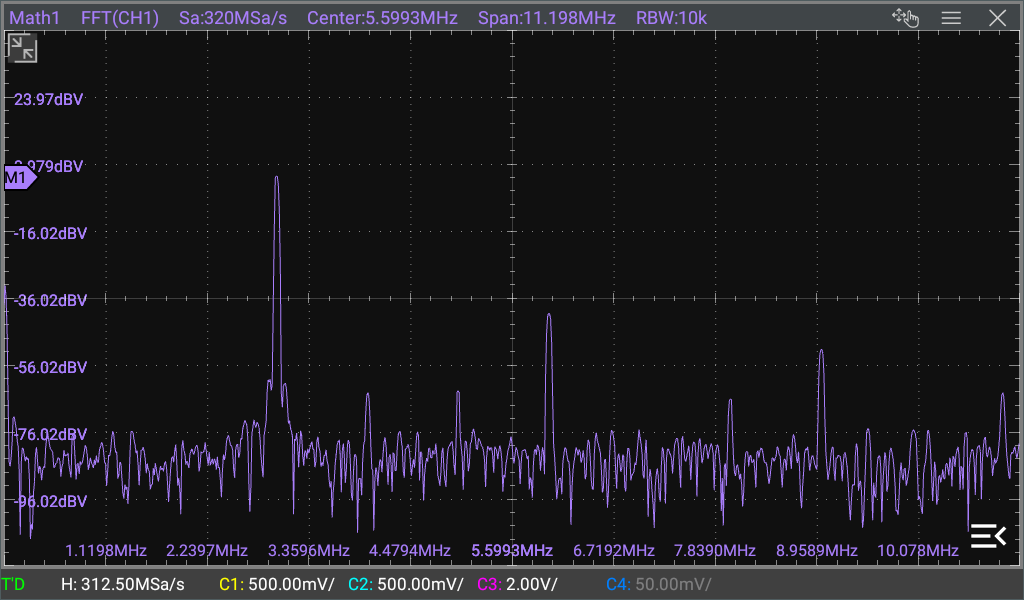 Math1 FFT(CH1) Sa:320MSa/s Center:5.5993MHz Span:11.198MHz RBW:10k
23.97dBV
3.979dBV
M1
-16.02dBV
-36.02dBV
-56.02dBV
-76.02dBV
-96.02dBV
1.1198MHz 2.2397MHz 3.3596MHz 4.4794MHz 5.5993MHz 6.7192MHz 7.8390MHz 8.9589MHz 10.078MHz
T'D H: 312.50MSa/s C1: 500.00mV/ C2: 500.00mV/ C3: 2.00V/ C4: 50.00mV/